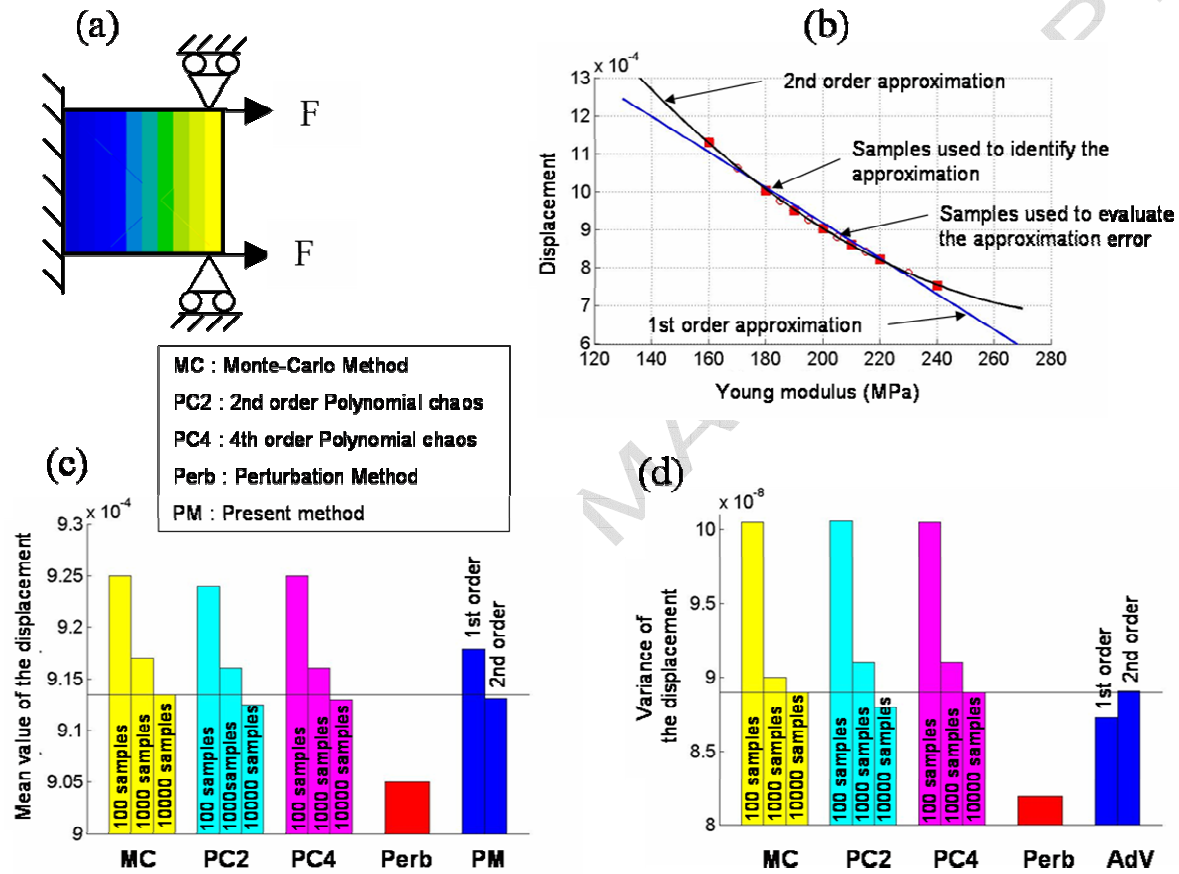 (a)
F
F
(b)
x 10⁻⁴
13
12
11
10
9
8
7
6
Displacement
2nd order approximation
Samples used to identify the
approximation
Samples used to evaluate
the approximation error
1st order approximation
120 140 160 180 200 220 240 260 280
Young modulus (MPa)
MC : Monte-Carlo Method
PC2 : 2nd order Polynomial chaos
PC4 : 4th order Polynomial chaos
Perb : Perturbation Method
PM : Present method
(c)
x 10⁻⁴
9.3
9.25
9.2
9.15
9.1
9.05
9
Mean value of the displacement
100 samples
1000 samples
10000 samples
100 samples
1000samples
10000 samples
100 samples
1000 samples
10000 samples
1st order
2nd order
MC PC2 PC4 Perb PM
(d)
x 10⁻⁸
10
9.5
9
8.5
8
Variance of
the displacement
100 samples
1000 samples
10000 samples
100 samples
1000 samples
10000 samples
100 samples
1000 samples
10000 samples
1st order
2nd order
MC PC2 PC4 Perb AdV
MA
P